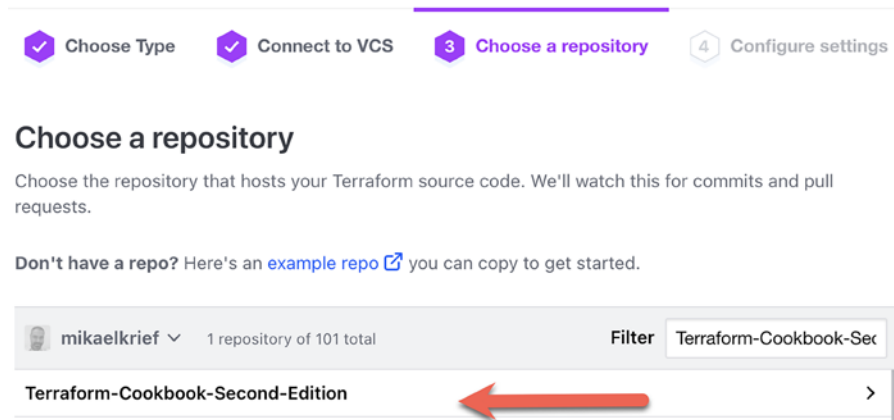 Choose Type Connect to VCS 3 Choose a repository 4 Configure settings
Choose a repository
Choose the repository that hosts your Terraform source code. We'll watch this for commits and pull
requests.
Don't have a repo? Here's an example repo you can copy to get started.
mikaelkrief 1 repository of 101 total Filter Terraform-Cookbook-Sec
Terraform-Cookbook-Second-Edition